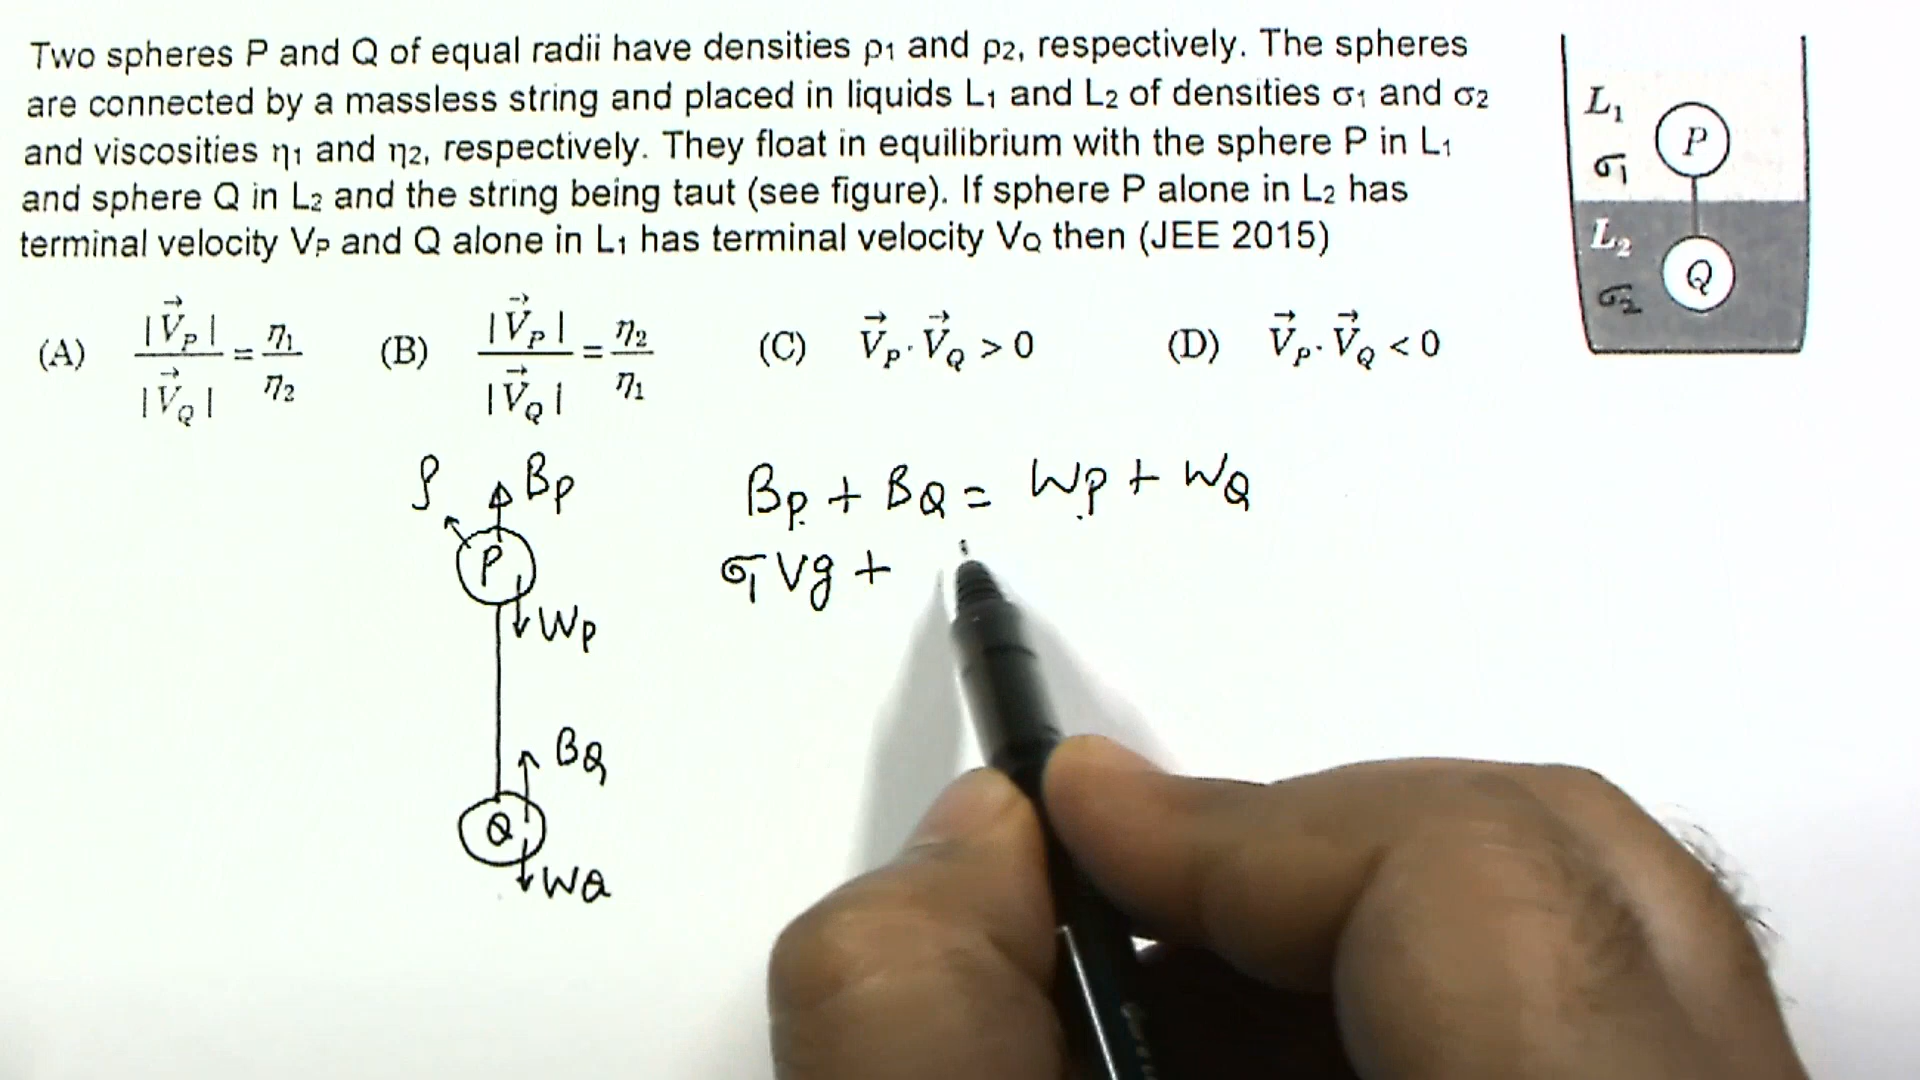 Two spheres P and Q of equal radii have densities ρ1 and ρ2, respectively. The spheres
are connected by a massless string and placed in liquids L1 and L2 of densities σ1 and σ2
and viscosities η1 and η2, respectively. They float in equilibrium with the sphere P in L1
and sphere Q in L2 and the string being taut (see figure). If sphere P alone in L2 has
terminal velocity VP and Q alone in L1 has terminal velocity VQ then (JEE 2015)
(A) |V⃗P| / |V⃗Q| = η1 / η2 (B) |V⃗P| / |V⃗Q| = η2 / η1 (C) V⃗P . V⃗Q > 0 (D) V⃗P . V⃗Q < 0
L1
P
σ1
L2
Q
σ2
ρ BP
P
WP
BQ
Q
WQ
BP + BQ = WP + WQ
σ1 Vg +